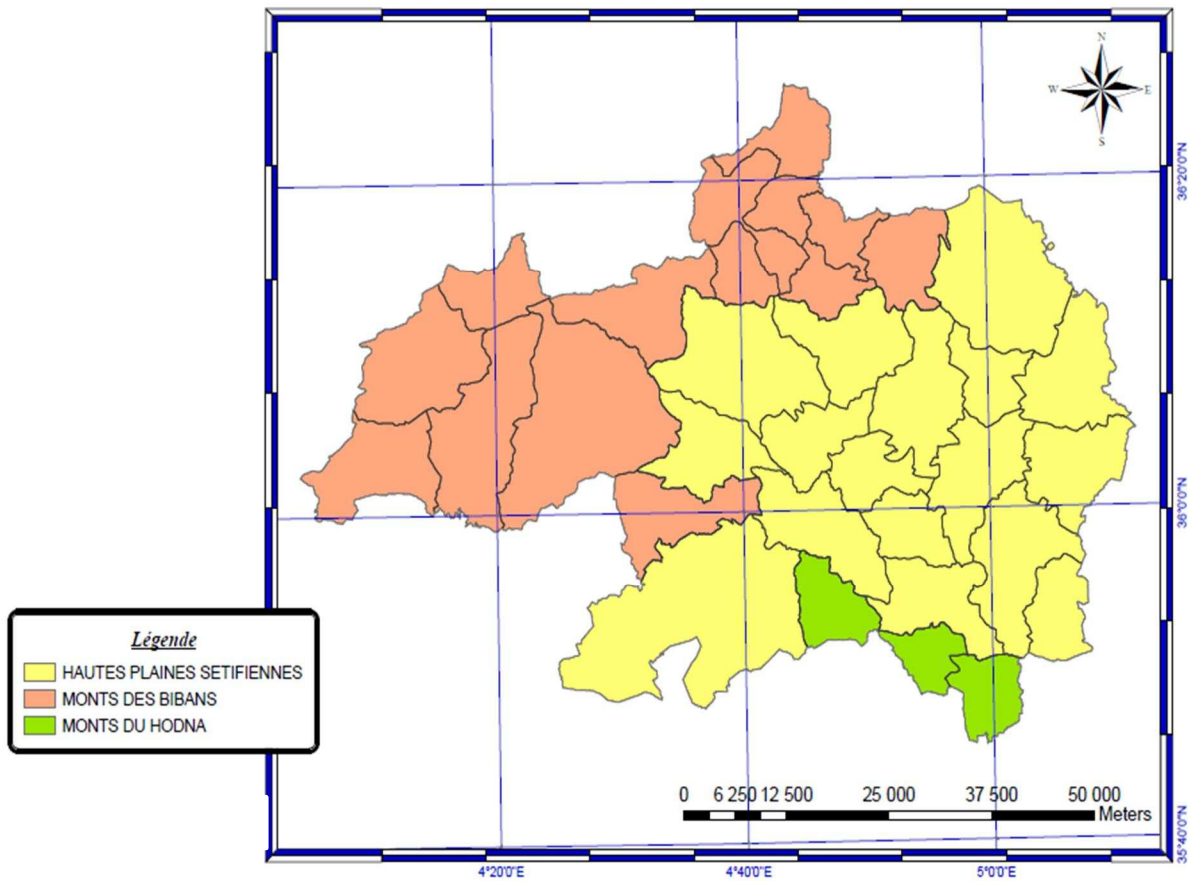 N
W E
S
36°20'0"N
36°0'0"N
Légende
HAUTES PLAINES SETIFIENNES
MONTS DES BIBANS
MONTS DU HODNA
0 6 250 12 500 25 000 37 500 50 000
Meters
35°40'0"N
4°20'0"E 4°40'0"E 5°0'0"E